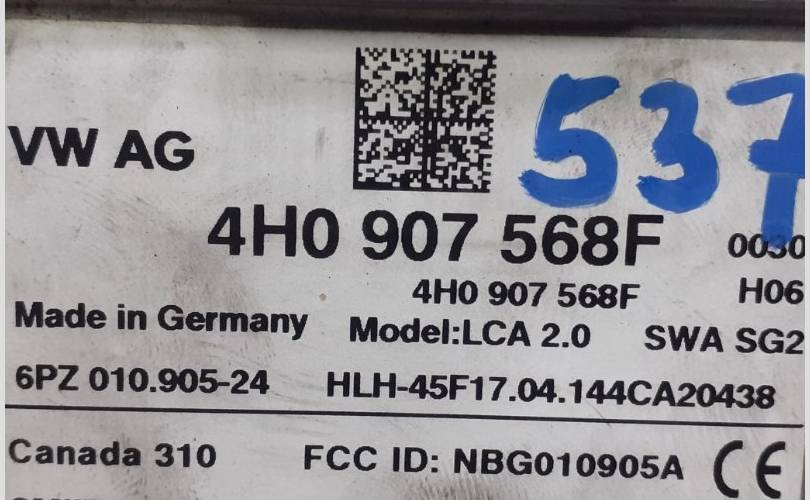 537
VW AG
4H0 907 568F 0030
4H0 907 568F H06
Made in Germany Model:LCA 2.0 SWA SG2
6PZ 010.905-24 HLH-45F17.04.144CA20438
Canada 310 FCC ID: NBG010905A CE